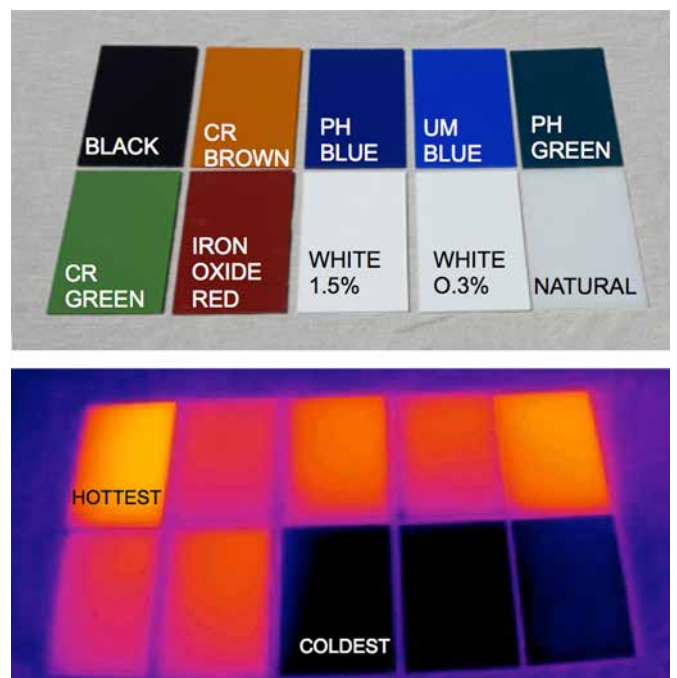 BLACK
CR
BROWN
PH
BLUE
UM
BLUE
PH
GREEN
CR
GREEN
IRON
OXIDE
RED
WHITE
1.5%
WHITE
O.3%
NATURAL
HOTTEST
COLDEST